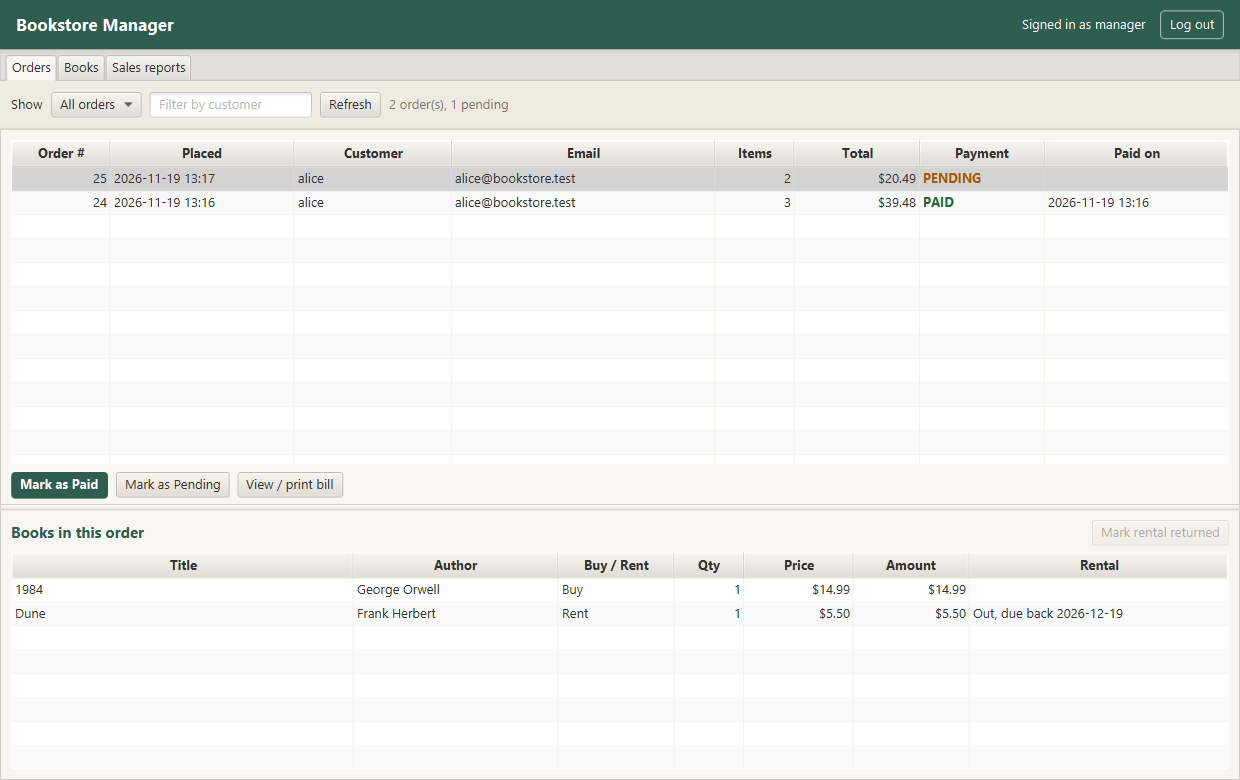 Bookstore Manager
Signed in as manager Log out
Orders Books Sales reports
Show All orders Filter by customer Refresh 2 order(s), 1 pending
Order # Placed Customer Email Items Total Payment Paid on
25 2026-11-19 13:17 alice alice@bookstore.test 2 $20.49 PENDING
24 2026-11-19 13:16 alice alice@bookstore.test 3 $39.48 PAID 2026-11-19 13:16
Mark as Paid Mark as Pending View / print bill
Books in this order Mark rental returned
Title Author Buy / Rent Qty Price Amount Rental
1984 George Orwell Buy 1 $14.99 $14.99
Dune Frank Herbert Rent 1 $5.50 $5.50 Out, due back 2026-12-19